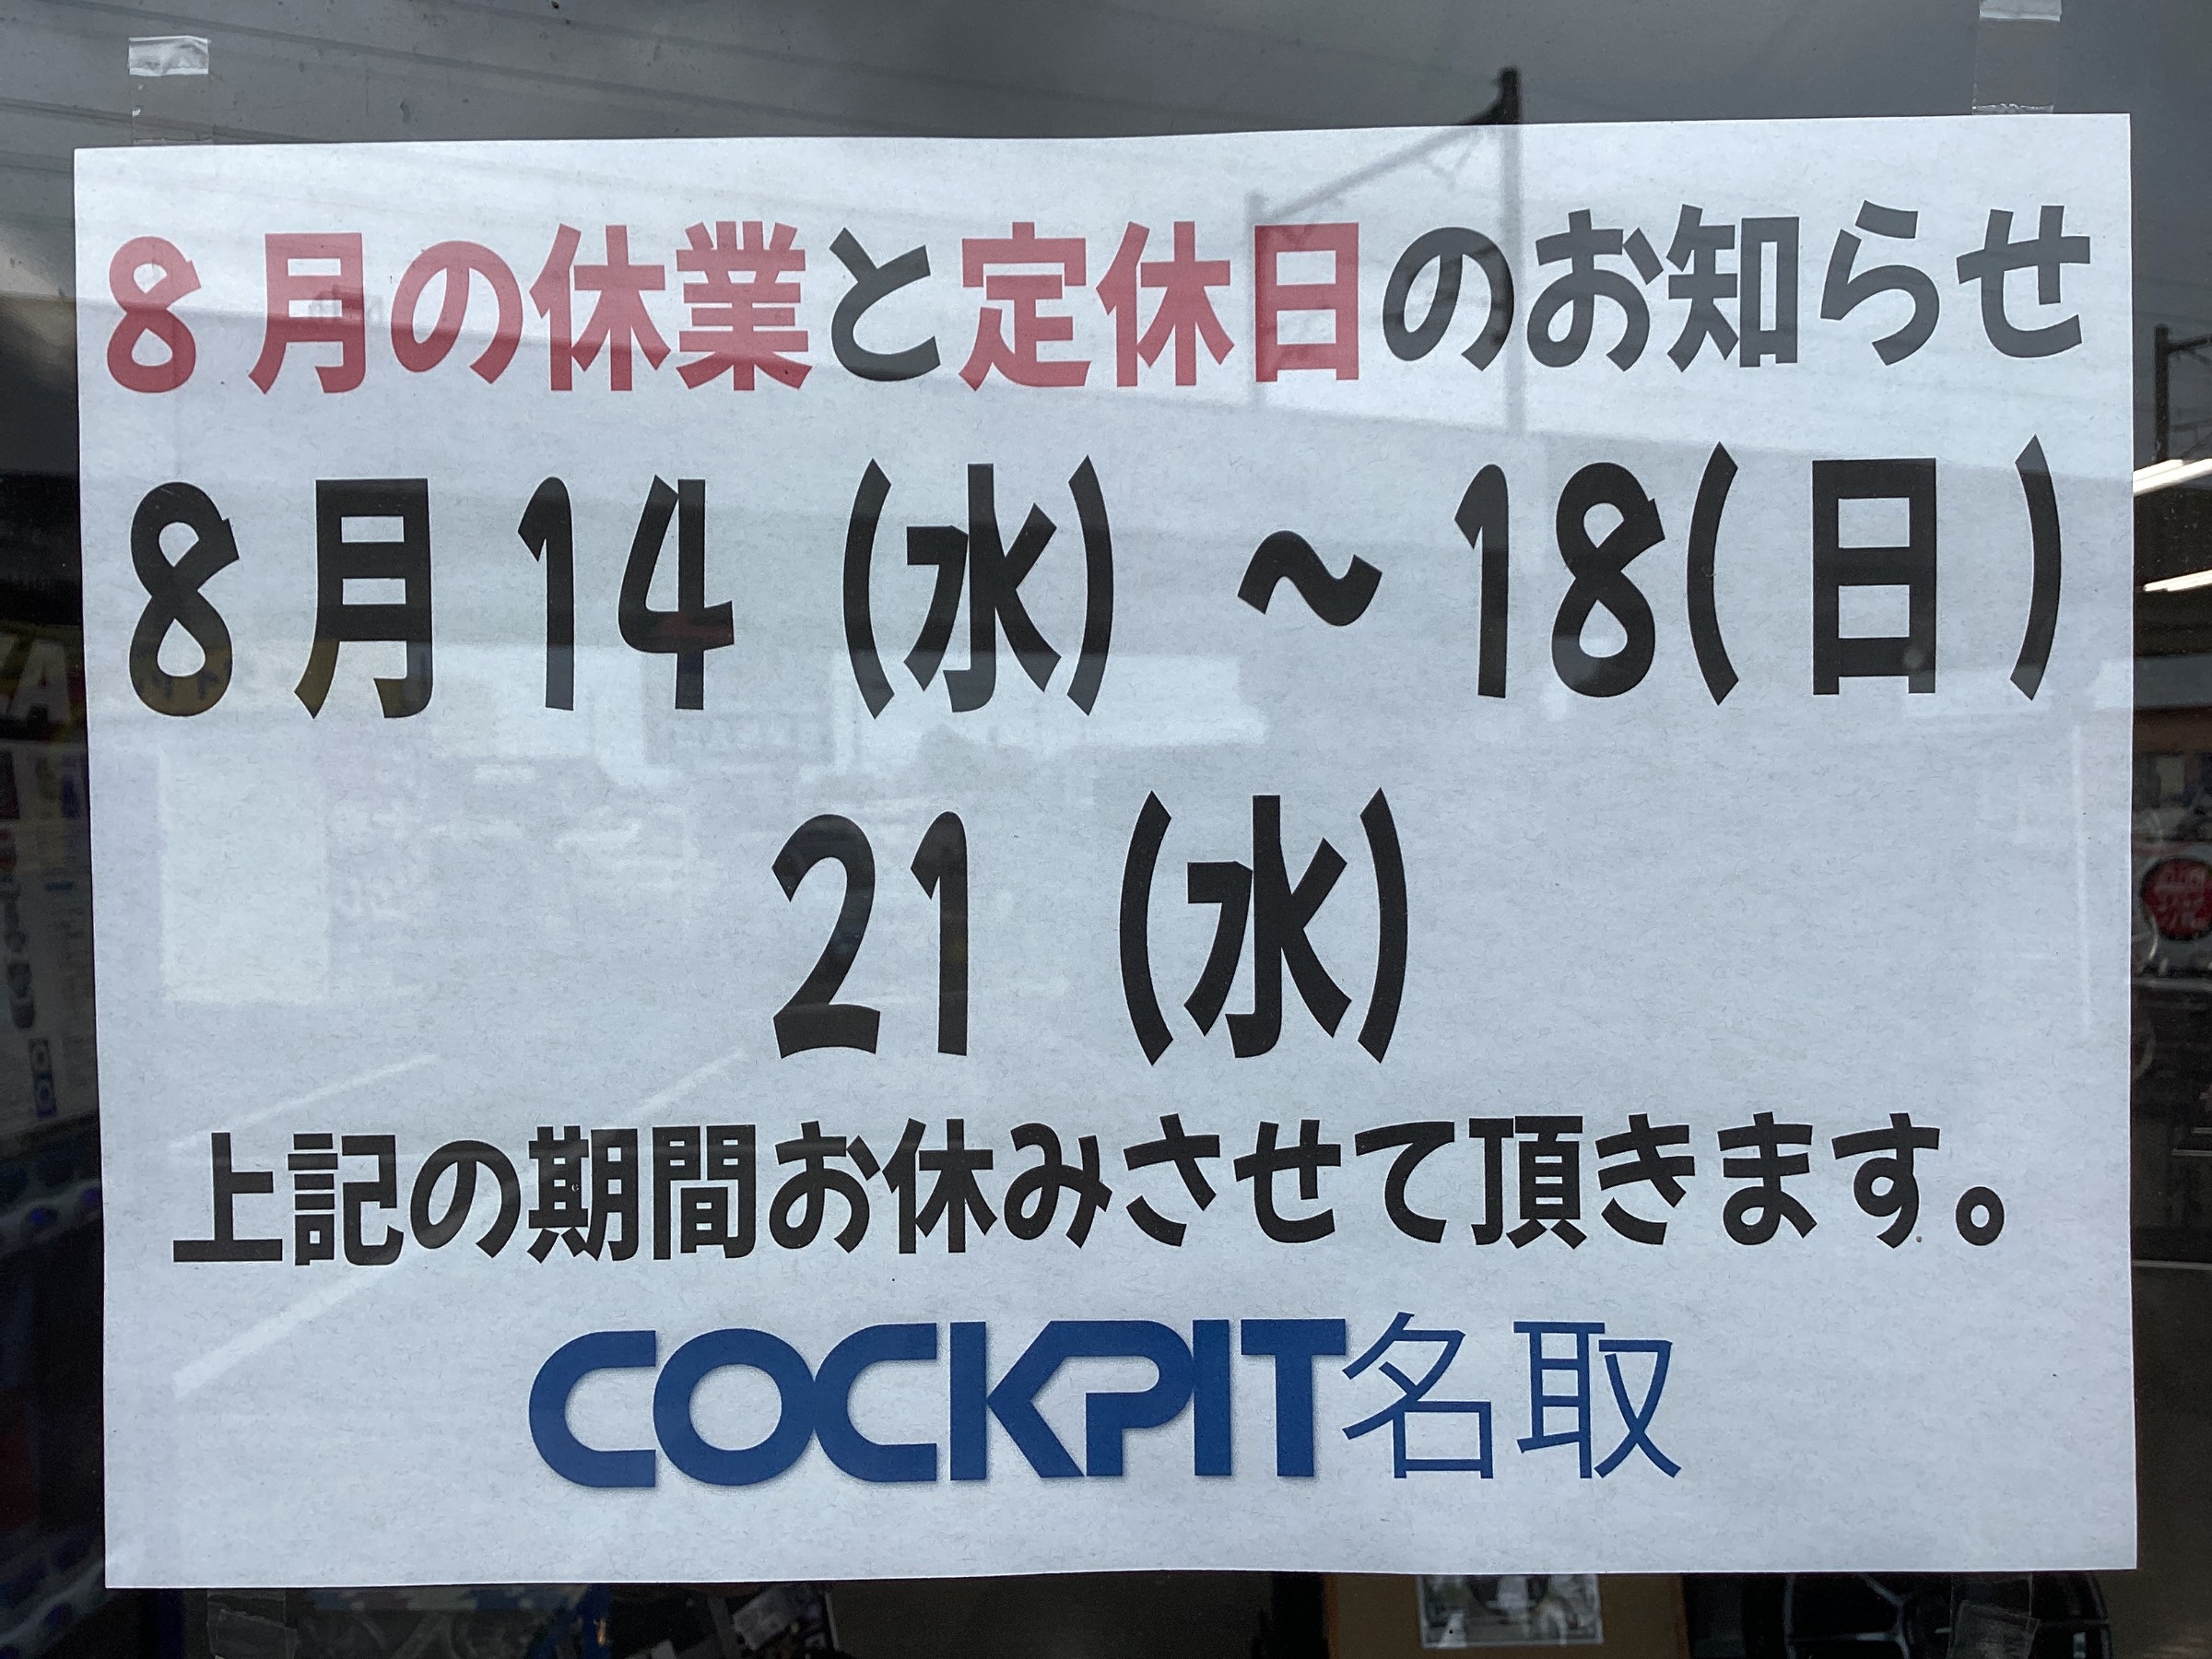 8月の休業と定休日のお知らせ
8月14（水）～18(日)
21（水）
上記の期間お休みさせて頂きます。
COCKPIT名取